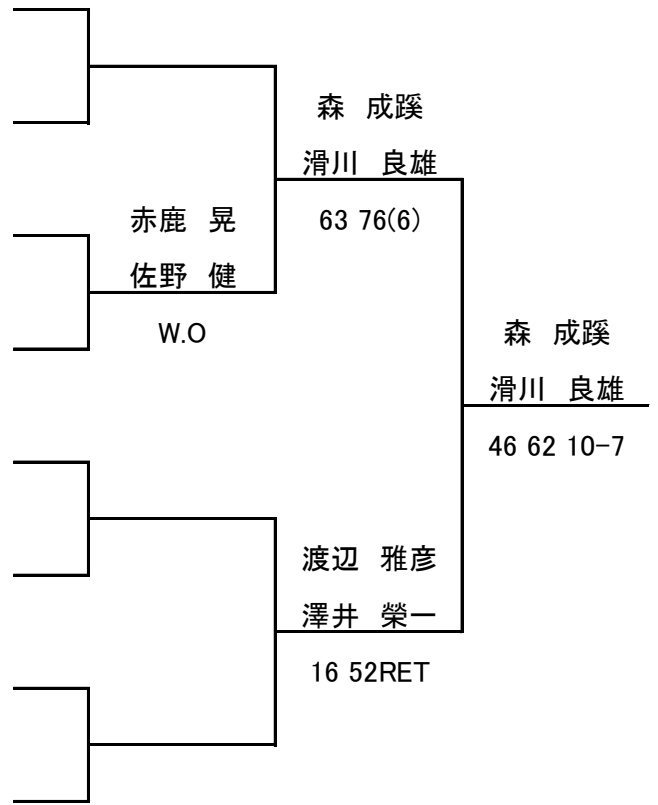 森　成蹊
滑川　良雄
63 76(6)
赤鹿　晃
佐野　健
W.O
森　成蹊
滑川　良雄
46 62 10-7
渡辺　雅彦
澤井　榮一
16 52RET